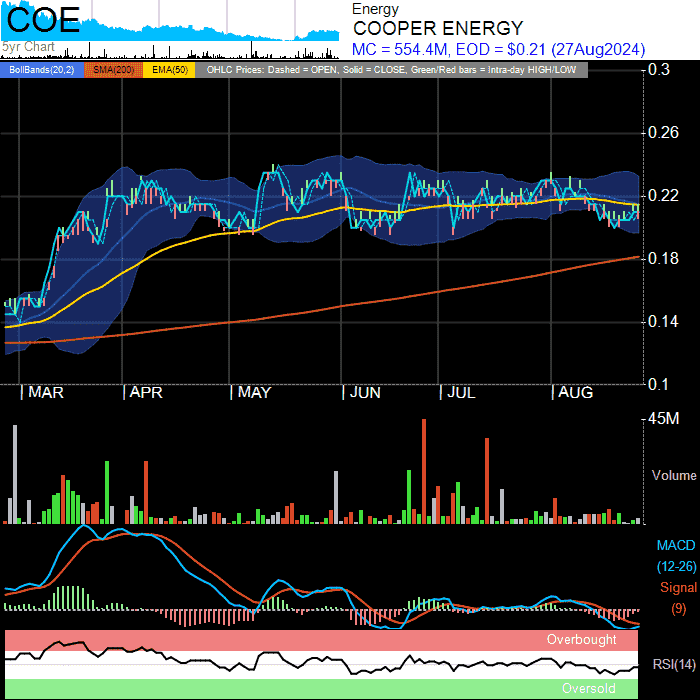 COE
5yr Chart
Energy
COOPER ENERGY
MC = 554.4M, EOD = $0.21 (27Aug2024)
BollBands(20,2) SMA(200) EMA(50) OHLC Prices: Dashed = OPEN, Solid = CLOSE, Green/Red bars = Intra-day HIGH/LOW
0.3
0.26
0.22
0.18
0.14
0.1
MAR APR MAY JUN JUL AUG
45M
Volume
MACD
(12-26)
Signal
(9)
Overbought
RSI(14)
Oversold